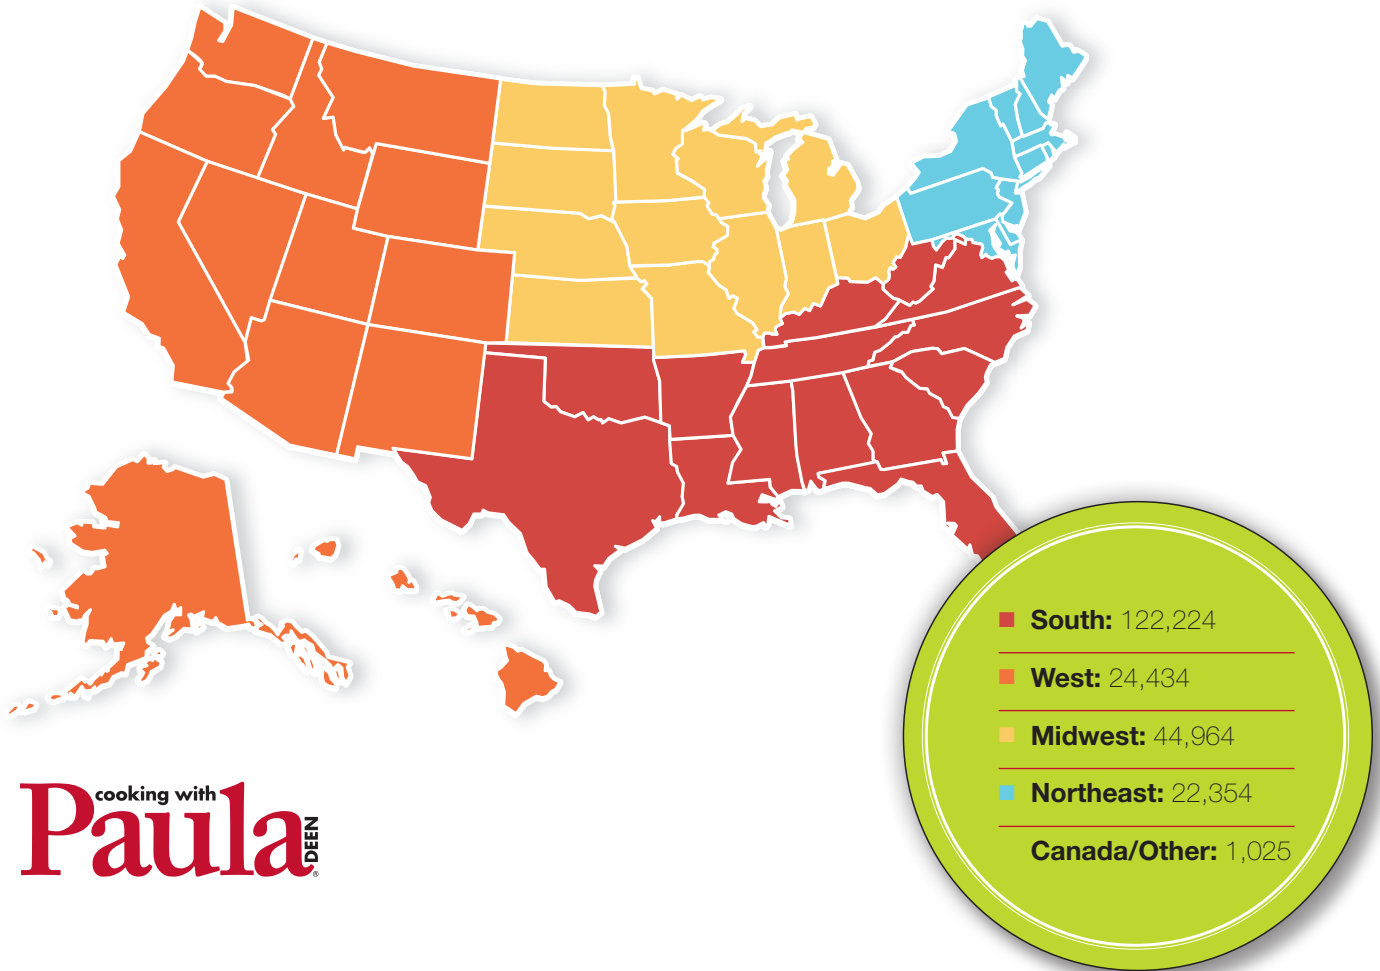 South: 122,224
West: 24,434
Midwest: 44,964
Northeast: 22,354
Canada/Other: 1,025
cooking with
Paula
DEEN
®